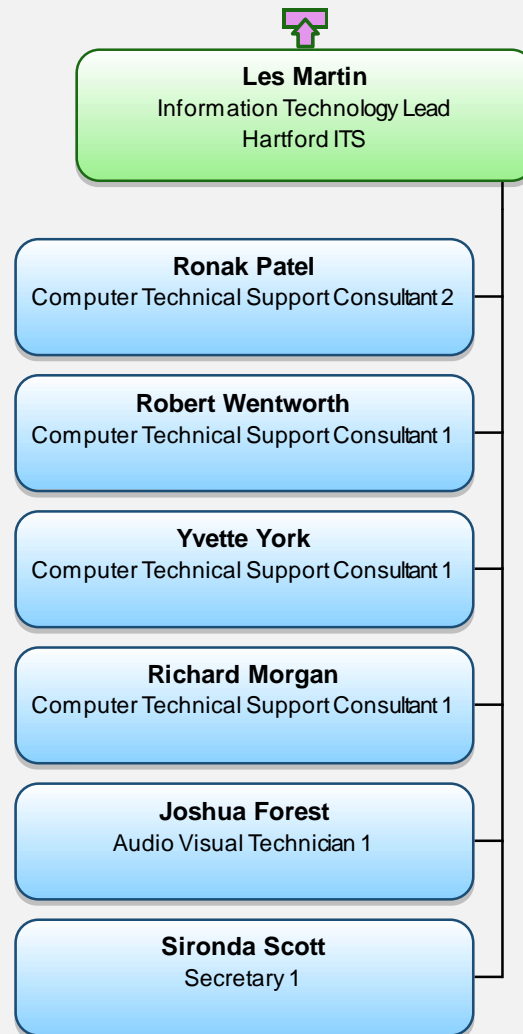 Les Martin
Information Technology Lead
Hartford ITS
Ronak Patel
Computer Technical Support Consultant 2
Robert Wentworth
Computer Technical Support Consultant 1
Yvette York
Computer Technical Support Consultant 1
Richard Morgan
Computer Technical Support Consultant 1
Joshua Forest
Audio Visual Technician 1
Sironda Scott
Secretary 1